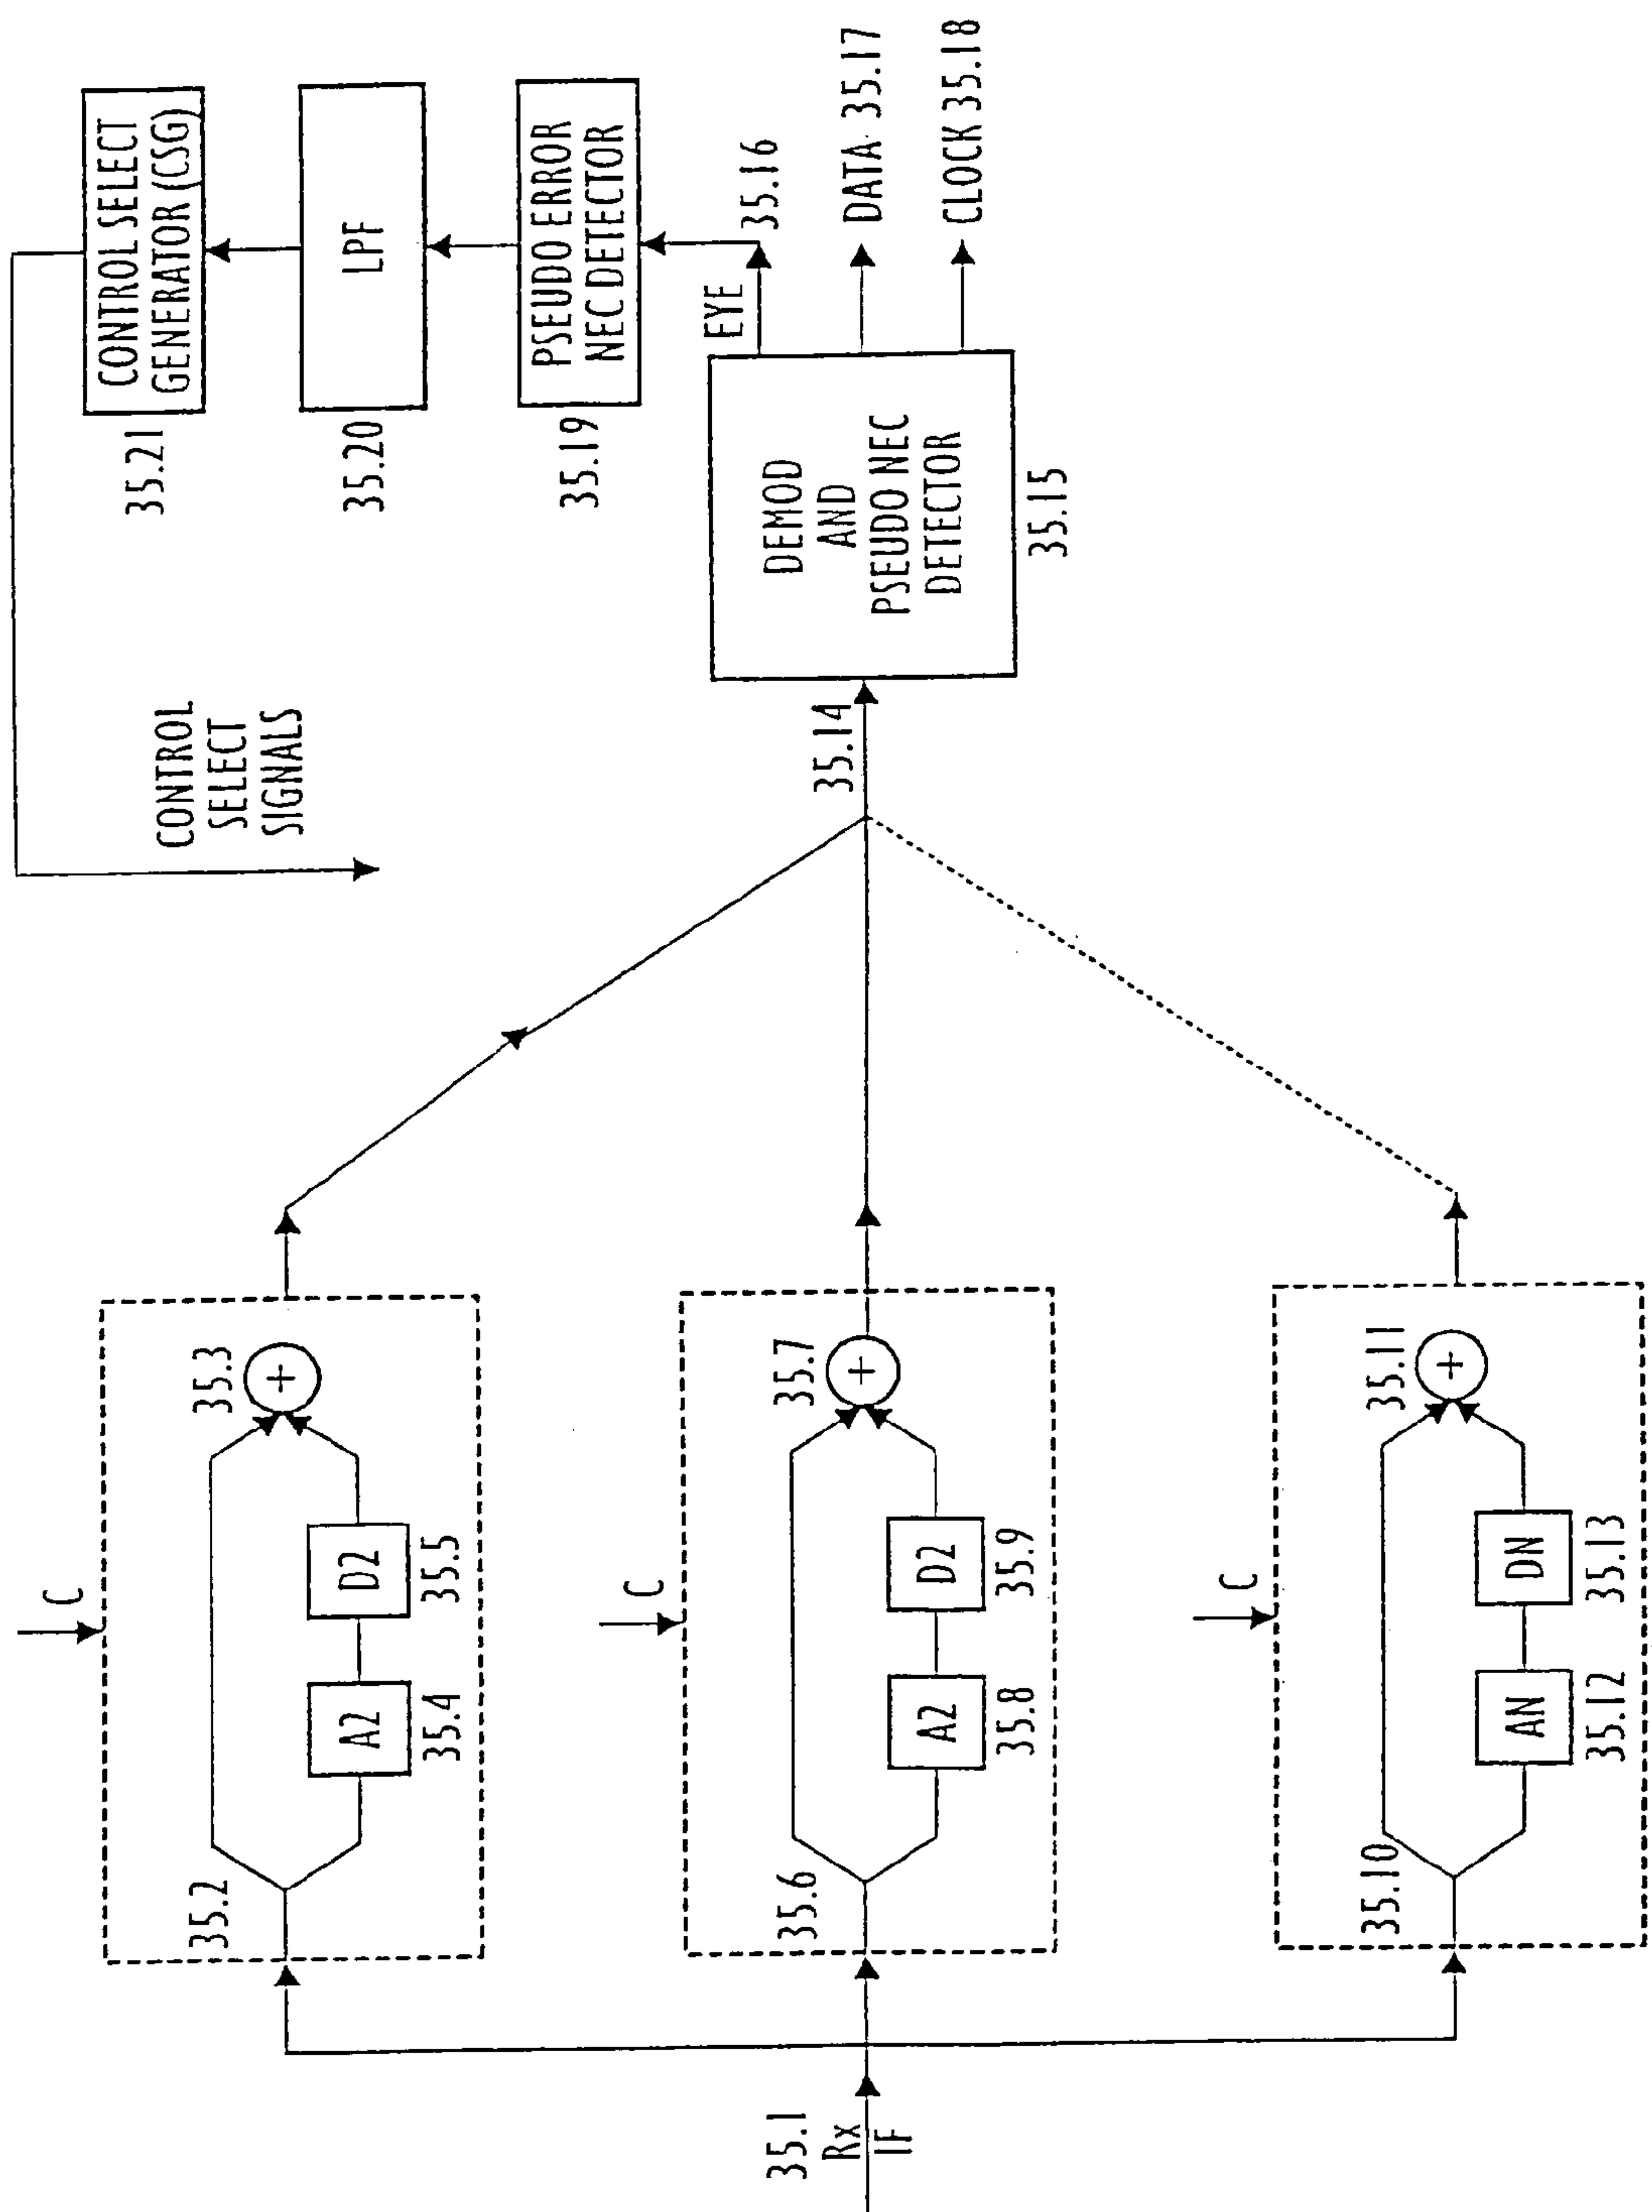 35.1
Rx
IF
35.2
35.3
A2
35.4
D2
35.5
C
35.6
35.7
A2
35.8
D2
35.9
C
35.10
35.11
AN
35.12
DN
35.13
C
CONTROL
SELECT
SIGNALS
35.14
DEMOD
AND
PSEUDO NEC
DETECTOR
35.15
EYE
35.16
DATA 35.17
CLOCK 35.18
PSEUDO ERROR
NEC DETECTOR
35.19
LPF
35.20
CONTROL SELECT
GENERATOR (CSG)
35.21